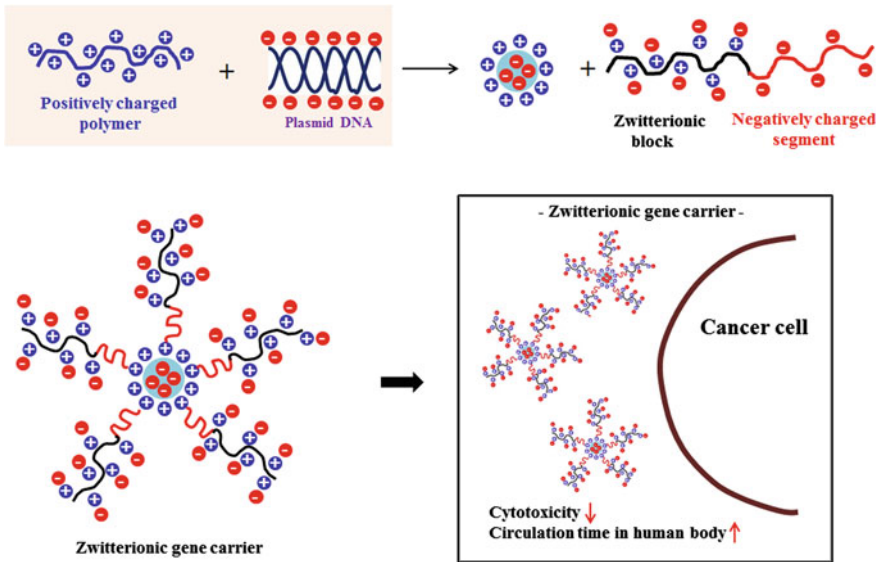 Positively charged
polymer
+
Plasmid DNA
+
Zwitterionic
block
Negatively charged
segment
Zwitterionic gene carrier
- Zwitterionic gene carrier -
Cancer cell
Cytotoxicity ↓
Circulation time in human body ↑